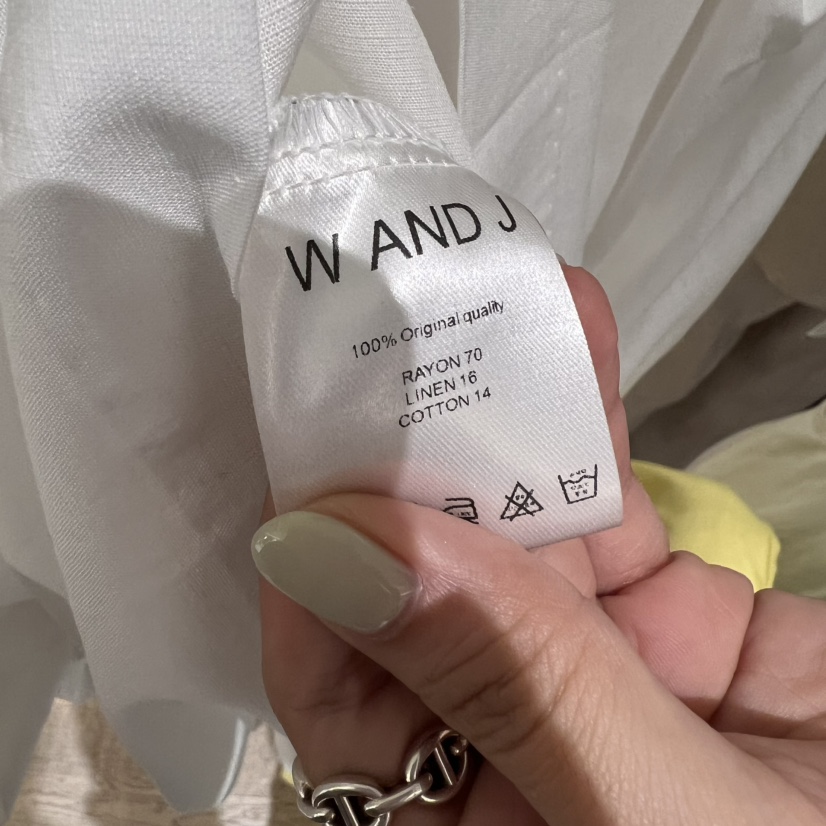 W AND J
100% Original quality
RAYON 70
LINEN 16
COTTON 14